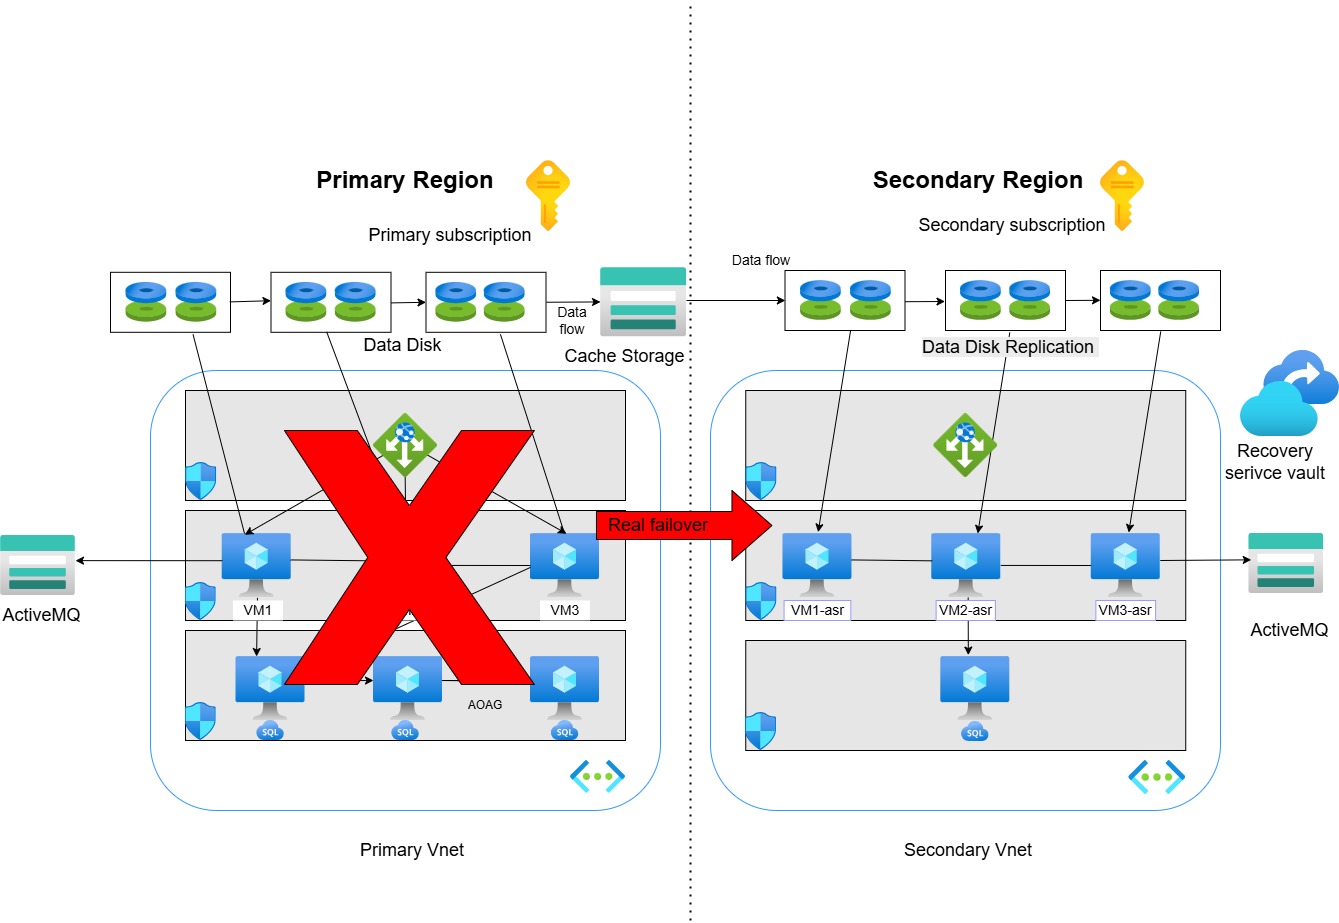 Primary Region
Secondary Region
Primary subscription
Secondary subscription
Data flow
Data
flow
Data Disk
Cache Storage
Data Disk Replication
Recovery
serivce vault
Real failover
ActiveMQ
VM1
VM3
VM1-asr
VM2-asr
VM3-asr
ActiveMQ
AOAG
SQL
SQL
SQL
SQL
Primary Vnet
Secondary Vnet